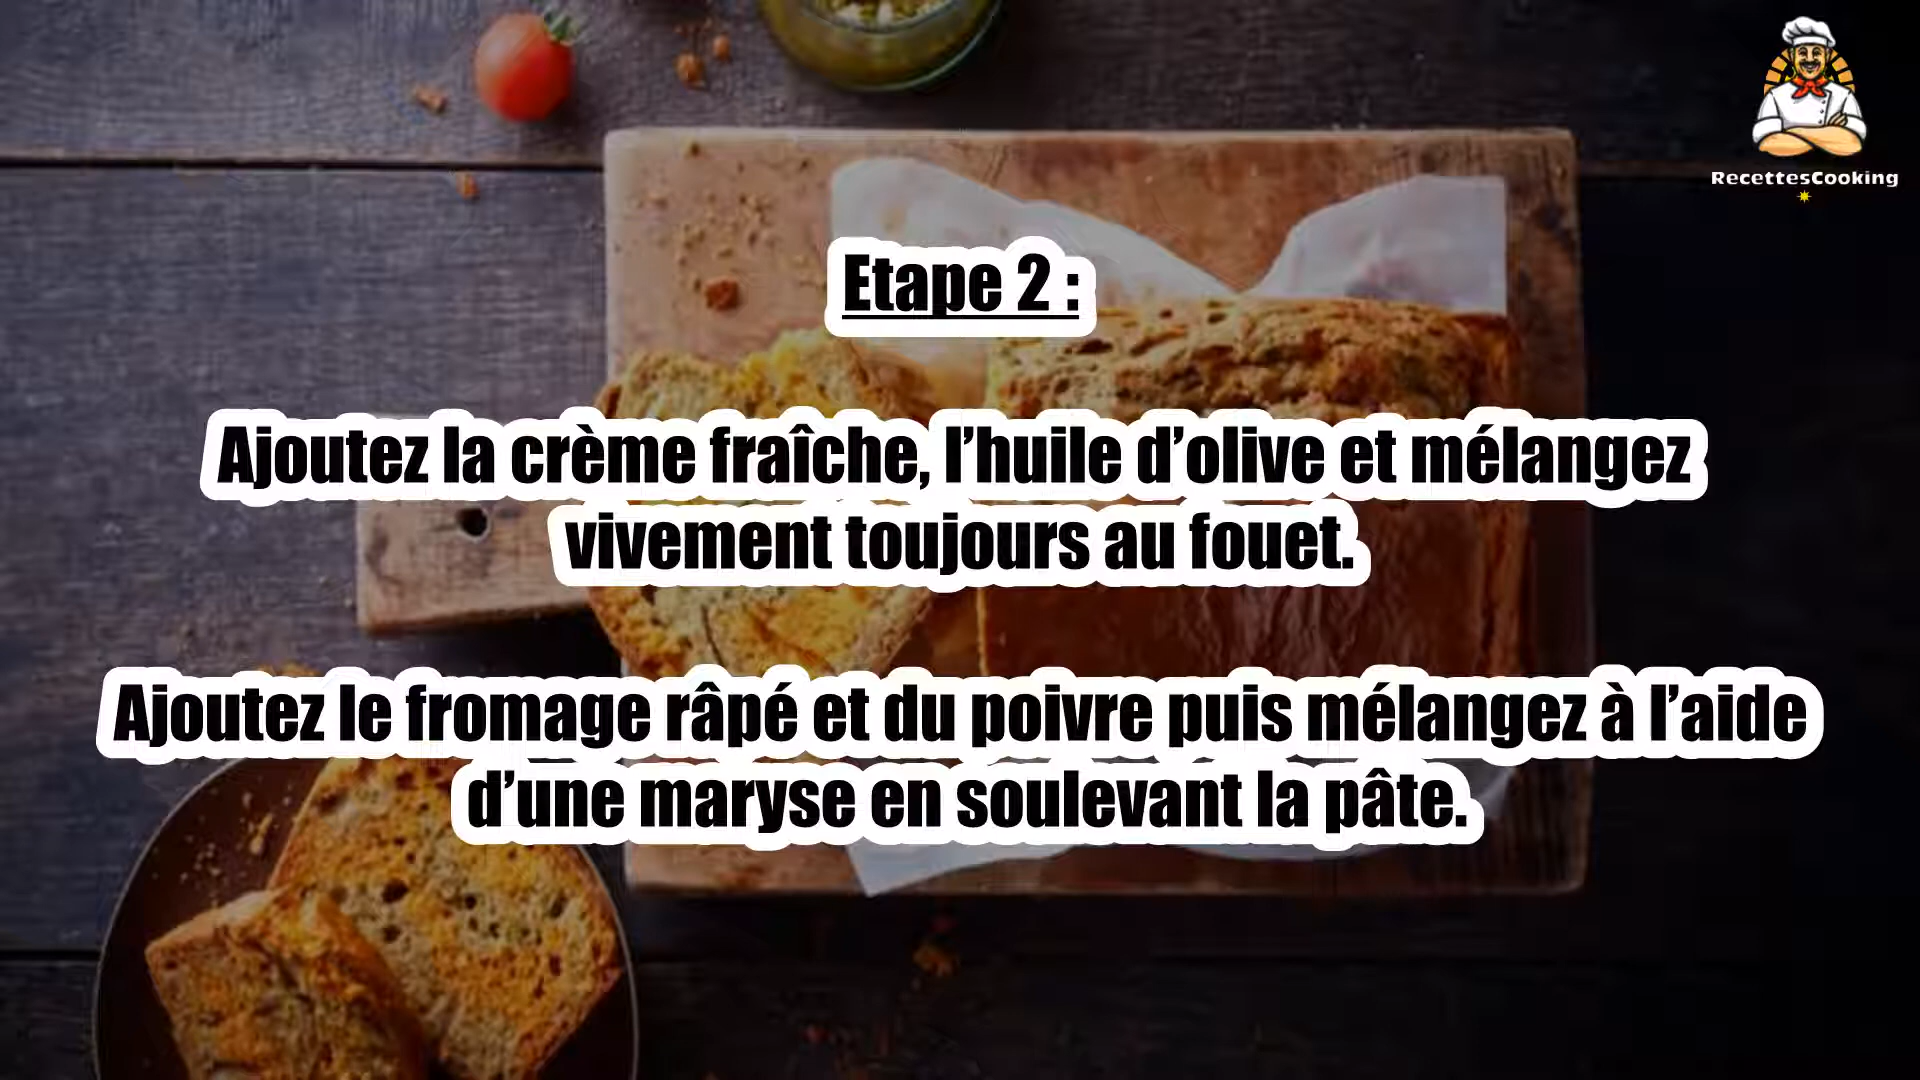 RecettesCooking
Etape 2 :
Ajoutez la crème fraîche, l’huile d’olive et mélangez
vivement toujours au fouet.
Ajoutez le fromage râpé et du poivre puis mélangez à l’aide
d’une maryse en soulevant la pâte.